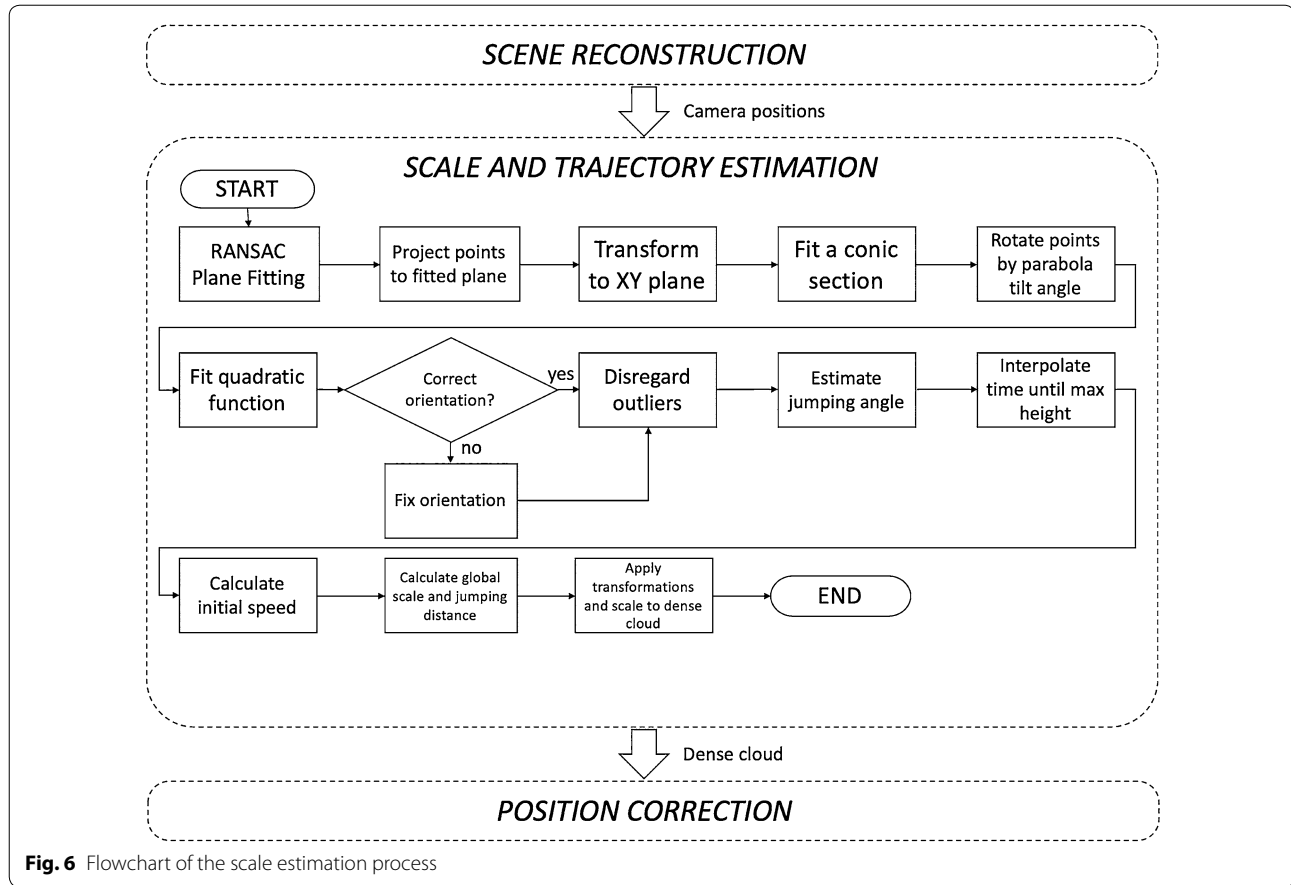 SCENE RECONSTRUCTION
Camera positions
SCALE AND TRAJECTORY ESTIMATION
START
RANSAC
Plane Fitting
Project points
to fitted plane
Transform
to XY plane
Fit a conic
section
Rotate points
by parabola
tilt angle
Fit quadratic
function
Correct
orientation?
yes
no
Fix orientation
Disregard
outliers
Estimate
jumping angle
Interpolate
time until max
height
Calculate
initial speed
Calculate global
scale and jumping
distance
Apply
transformations
and scale to dense
cloud
END
Dense cloud
POSITION CORRECTION
Fig. 6 Flowchart of the scale estimation process